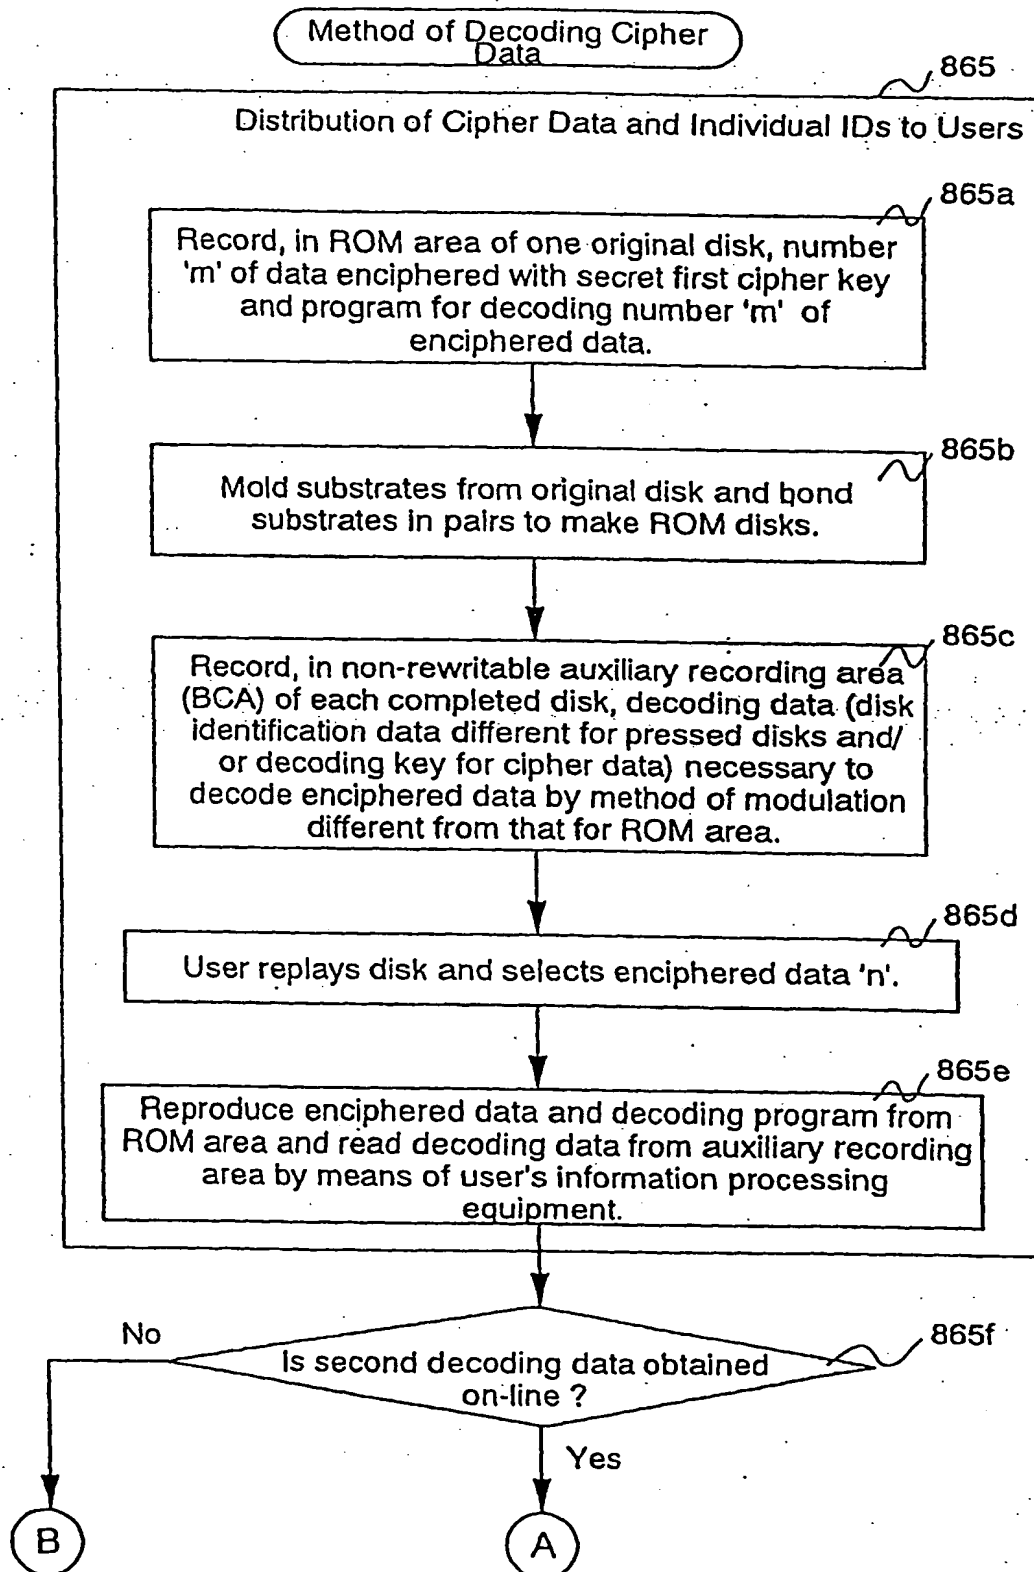 Method of Decoding Cipher
Data
865
Distribution of Cipher Data and Individual IDs to Users
865a
Record, in ROM area of one original disk, number
'm' of data enciphered with secret first cipher key
and program for decoding number 'm' of
enciphered data.
865b
Mold substrates from original disk and bond
substrates in pairs to make ROM disks.
865c
Record, in non-rewritable auxiliary recording area
(BCA) of each completed disk, decoding data (disk
identification data different for pressed disks and/
or decoding key for cipher data) necessary to
decode enciphered data by method of modulation
different from that for ROM area.
865d
User replays disk and selects enciphered data 'n'.
865e
Reproduce enciphered data and decoding program from
ROM area and read decoding data from auxiliary recording
area by means of user's information processing
equipment.
865f
No
Is second decoding data obtained
on-line ?
Yes
B
A